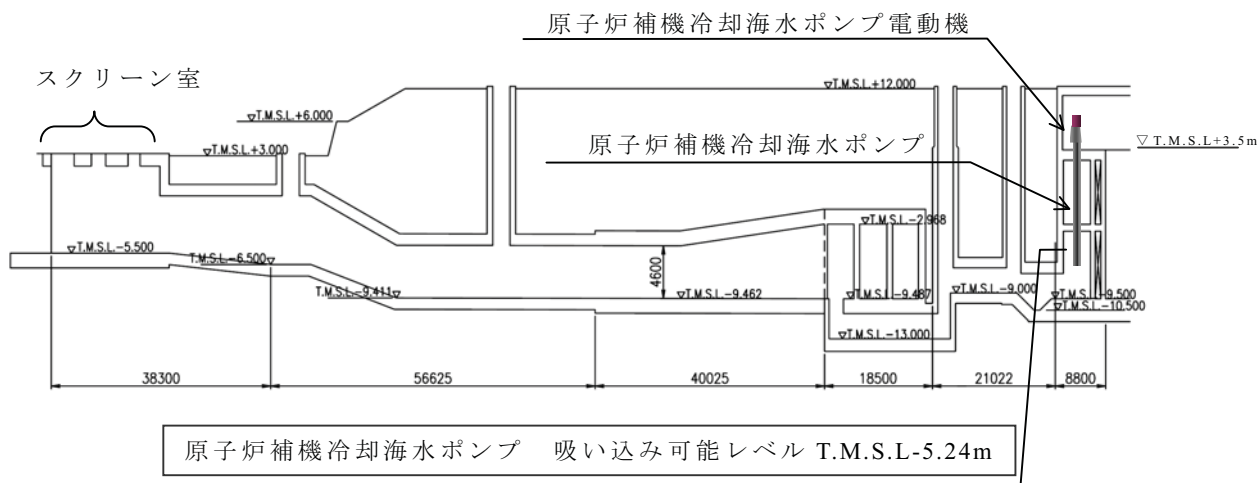 原子炉補機冷却海水ポンプ電動機
スクリーン室
▽T.M.S.L+12.000
▽T.M.S.L+6.000
▽T.M.S.L+3.000
原子炉補機冷却海水ポンプ
▽T.M.S.L+3.5m
▽T.M.S.L-2.968
▽T.M.S.L-5.500
T.M.S.L-6.500
4600
T.M.S.L-9.411
▽T.M.S.L-9.462
▽T.M.S.L-9.487
▽T.M.S.L-9.000
▽T.M.S.L-9.500
▽T.M.S.L-10.500
▽T.M.S.L-13.000
38300
56625
40025
18500
21022
8800
原子炉補機冷却海水ポンプ 吸い込み可能レベル T.M.S.L-5.24m